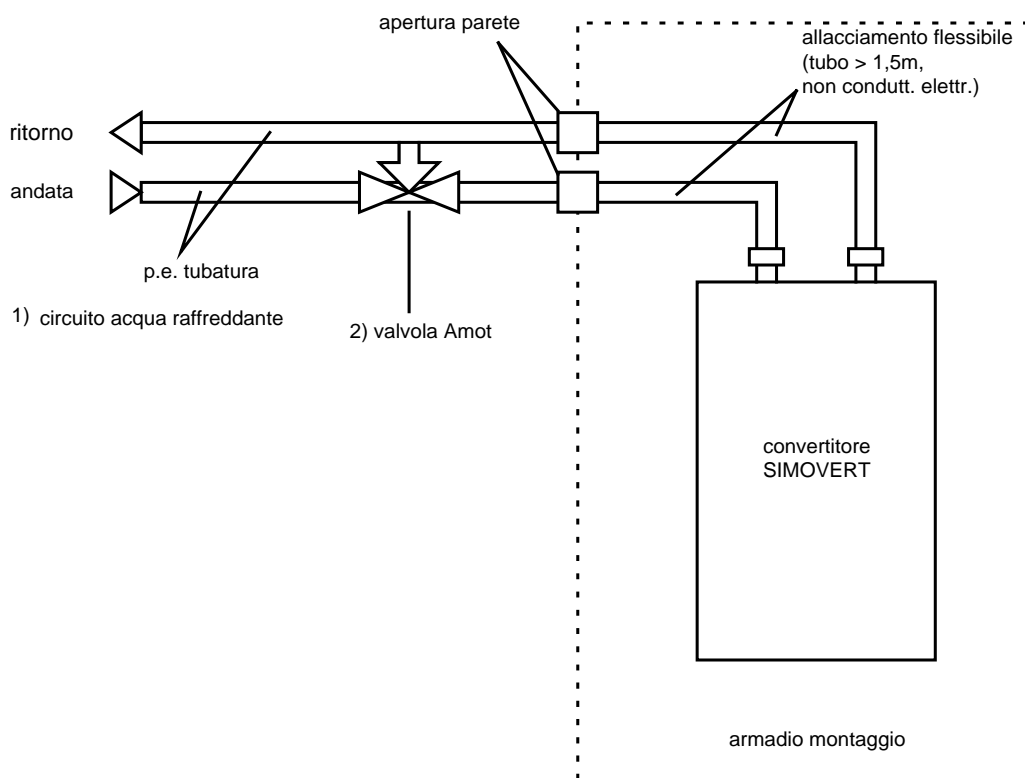 apertura parete
allacciamento flessibile
(tubo > 1,5m,
non condutt. elettr.)
ritorno
andata
p.e. tubatura
1) circuito acqua raffreddante
2) valvola Amot
convertitore
SIMOVERT
armadio montaggio